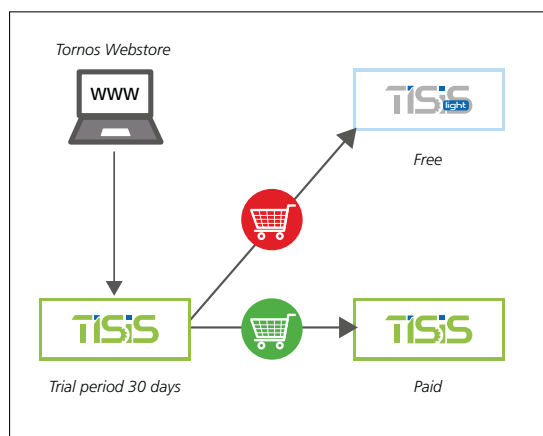 Tornos Webstore
www
TISIS
light
Free
TISIS
Trial period 30 days
TISIS
Paid